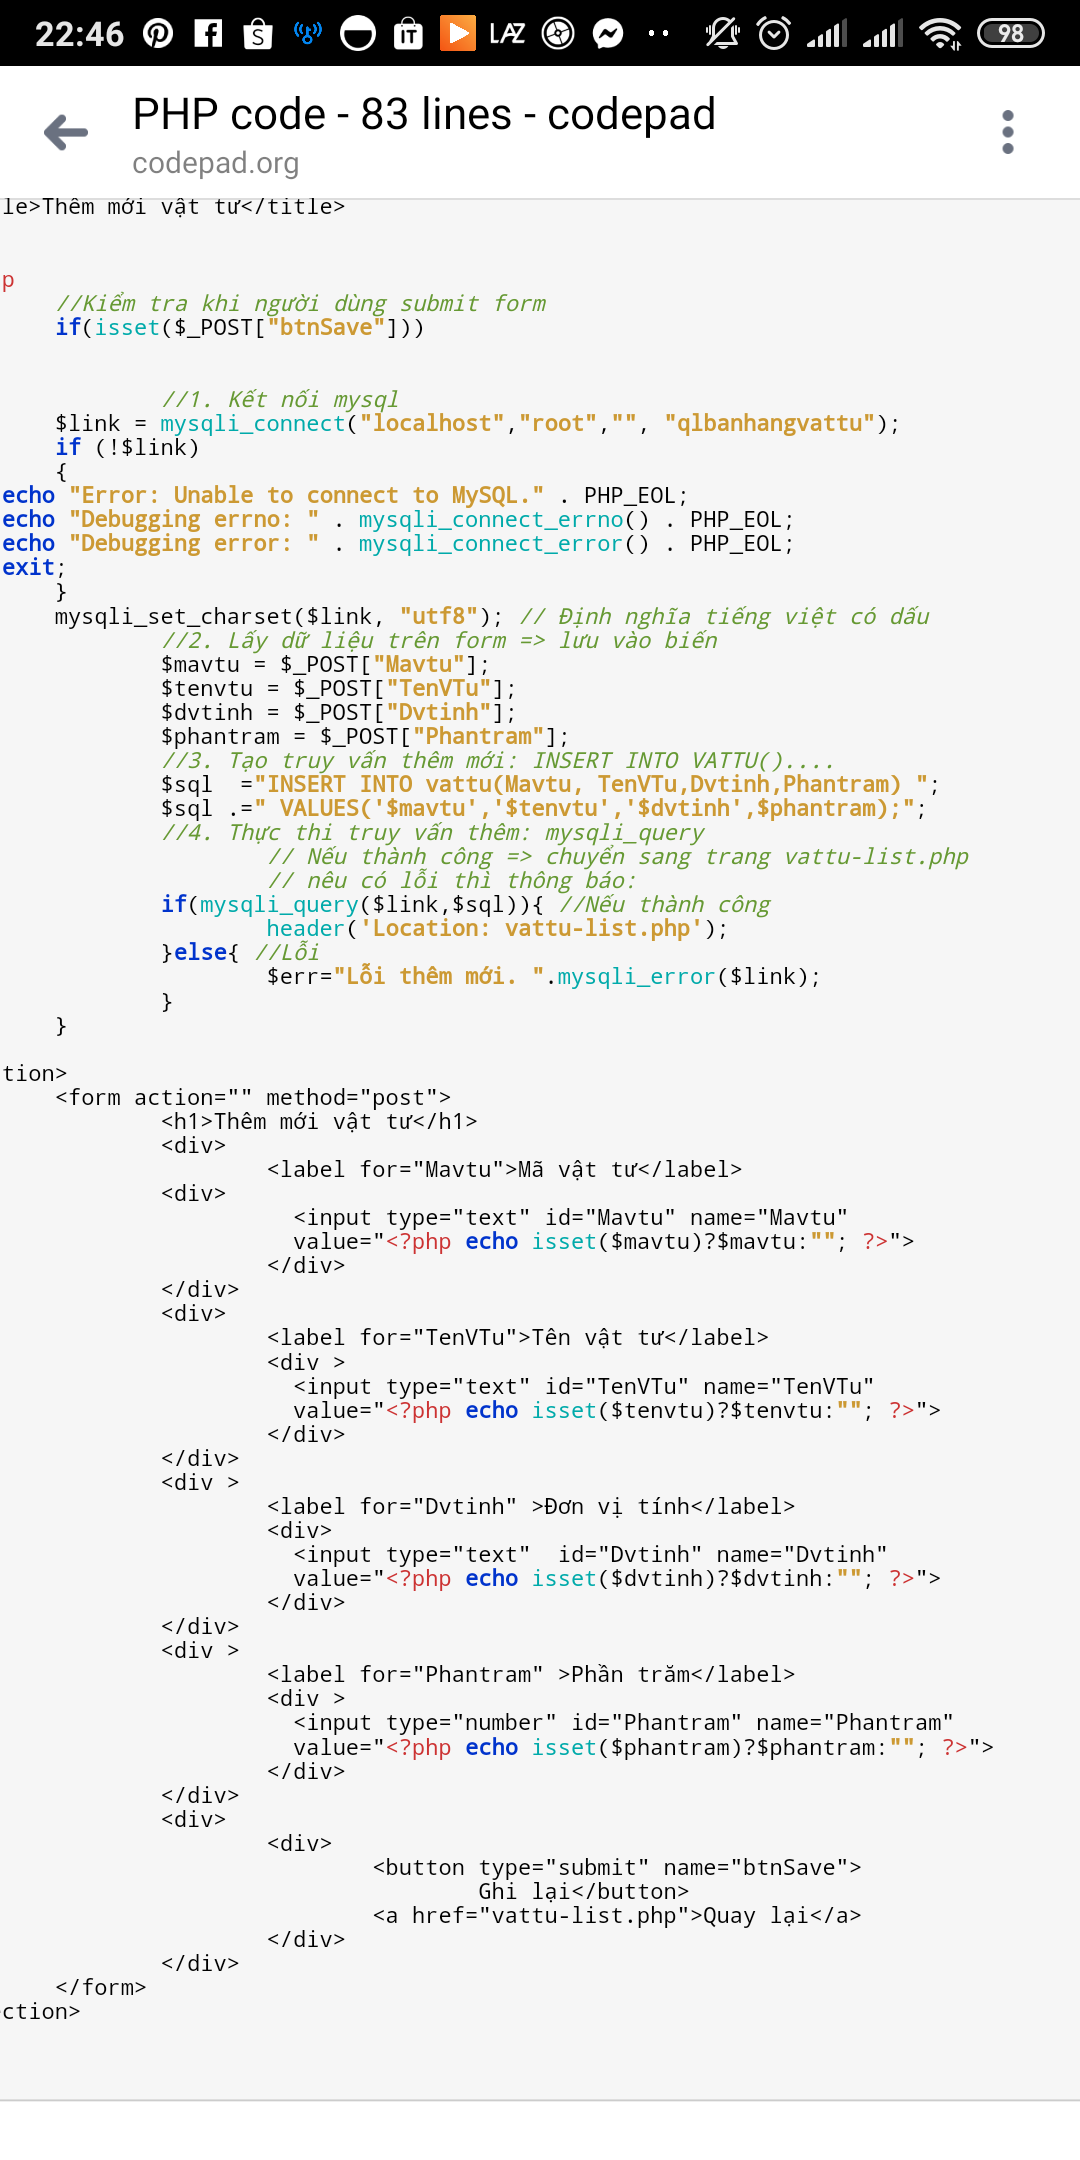 22:46 LAZ 98
PHP code - 83 lines - codepad
codepad.org
le>Thêm mới vật tư</title>
p
//Kiểm tra khi người dùng submit form
if(isset($_POST["btnSave"]))
//1. Kết nối mysql
$link = mysqli_connect("localhost","root","", "qlbanhangvattu");
if (!$link)
{
echo "Error: Unable to connect to MySQL." . PHP_EOL;
echo "Debugging errno: " . mysqli_connect_errno() . PHP_EOL;
echo "Debugging error: " . mysqli_connect_error() . PHP_EOL;
exit;
}
mysqli_set_charset($link, "utf8"); // Định nghĩa tiếng việt có dấu
//2. Lấy dữ liệu trên form => lưu vào biến
$mavtu = $_POST["Mavtu"];
$tenvtu = $_POST["TenVTu"];
$dvtinh = $_POST["Dvtinh"];
$phantram = $_POST["Phantram"];
//3. Tạo truy vấn thêm mới: INSERT INTO VATTU()....
$sql  ="INSERT INTO vattu(Mavtu, TenVTu,Dvtinh,Phantram) ";
$sql .=" VALUES('$mavtu','$tenvtu','$dvtinh',$phantram);";
//4. Thực thi truy vấn thêm: mysqli_query
// Nếu thành công => chuyển sang trang vattu-list.php
// nêu có lỗi thì thông báo:
if(mysqli_query($link,$sql)){ //Nếu thành công
header('Location: vattu-list.php');
}else{ //Lỗi
$err="Lỗi thêm mới. ".mysqli_error($link);
}
}
tion>
<form action="" method="post">
<h1>Thêm mới vật tư</h1>
<div>
<label for="Mavtu">Mã vật tư</label>
<div>
<input type="text" id="Mavtu" name="Mavtu"
value="<?php echo isset($mavtu)?$mavtu:""; ?>">
</div>
</div>
<div>
<label for="TenVTu">Tên vật tư</label>
<div >
<input type="text" id="TenVTu" name="TenVTu"
value="<?php echo isset($tenvtu)?$tenvtu:""; ?>">
</div>
</div>
<div >
<label for="Dvtinh" >Đơn vị tính</label>
<div>
<input type="text"  id="Dvtinh" name="Dvtinh"
value="<?php echo isset($dvtinh)?$dvtinh:""; ?>">
</div>
</div>
<div >
<label for="Phantram" >Phần trăm</label>
<div >
<input type="number" id="Phantram" name="Phantram"
value="<?php echo isset($phantram)?$phantram:""; ?>">
</div>
</div>
<div>
<div>
<button type="submit" name="btnSave">
Ghi lại</button>
<a href="vattu-list.php">Quay lại</a>
</div>
</div>
</form>
ction>